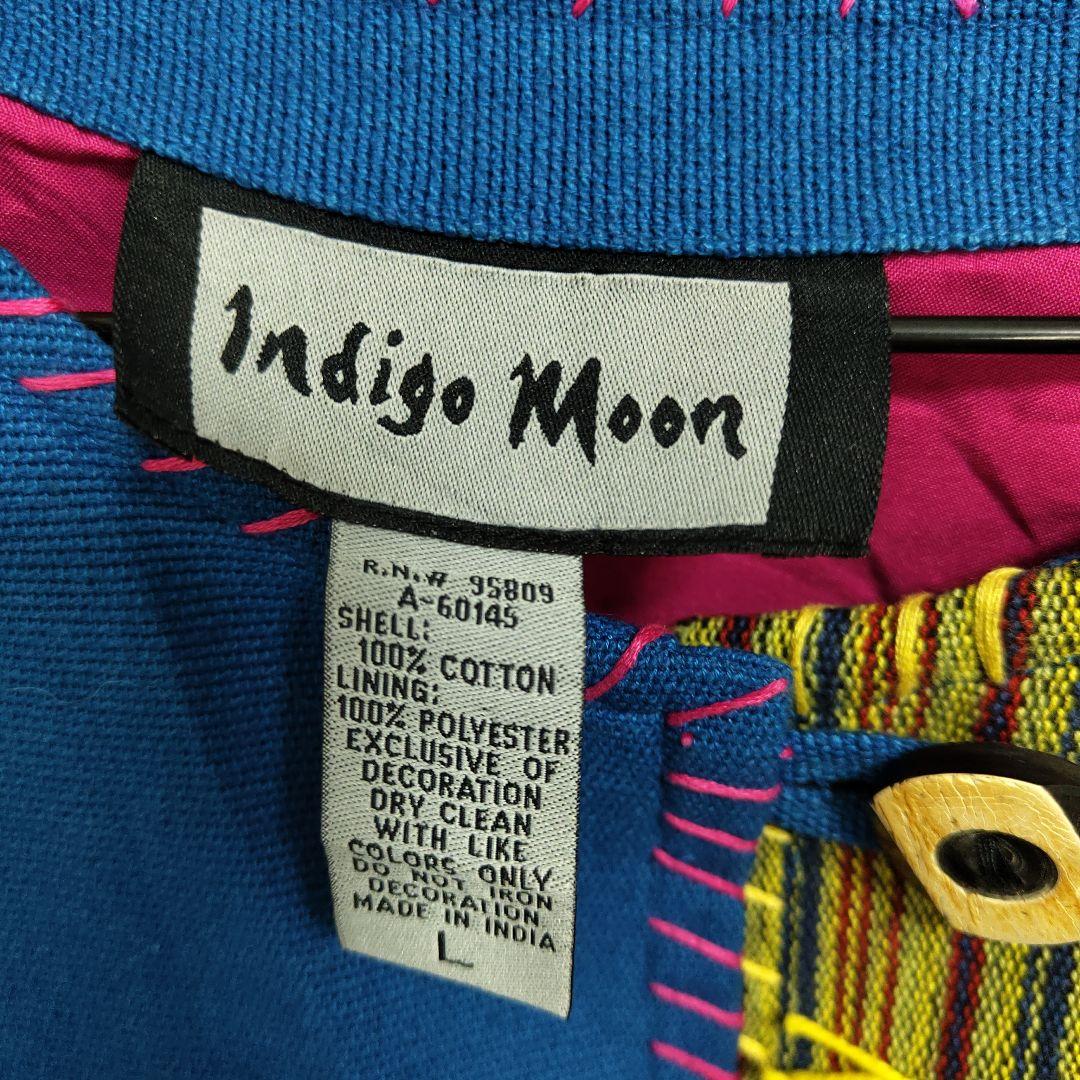 Indigo Moon
R.N.# 95809
A-60145
SHELL:
100% COTTON
LINING:
100% POLYESTER
EXCLUSIVE OF
DECORATION
DRY CLEAN
WITH LIKE
COLORS ONLY
DO NOT IRON
DECORATION
MADE IN INDIA
L